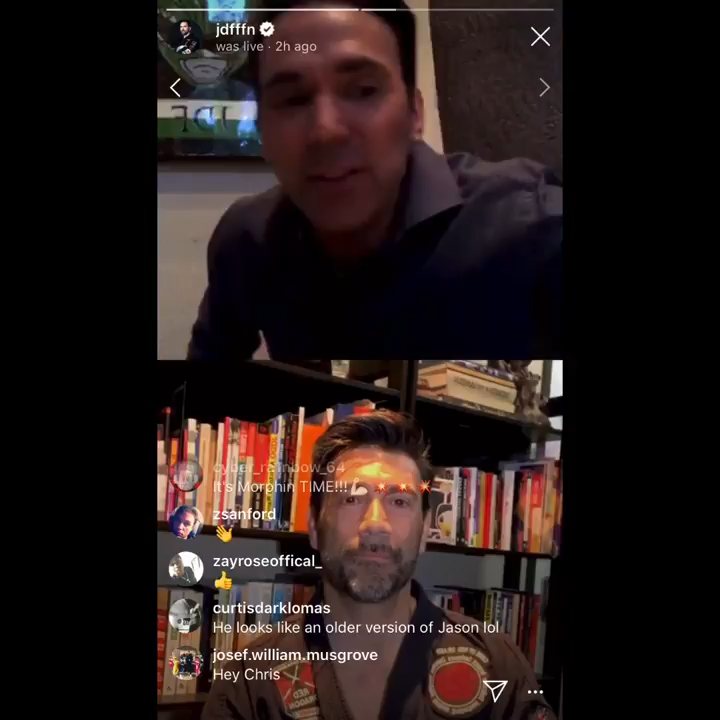 jdfffn
was live · 2h ago
cyber_rainbow_64
It's Morphin TIME!!!💪💥💥💥
zsanford
👋
zayroseoffical_
👍
curtisdarklomas
He looks like an older version of Jason lol
josef.william.musgrove
Hey Chris